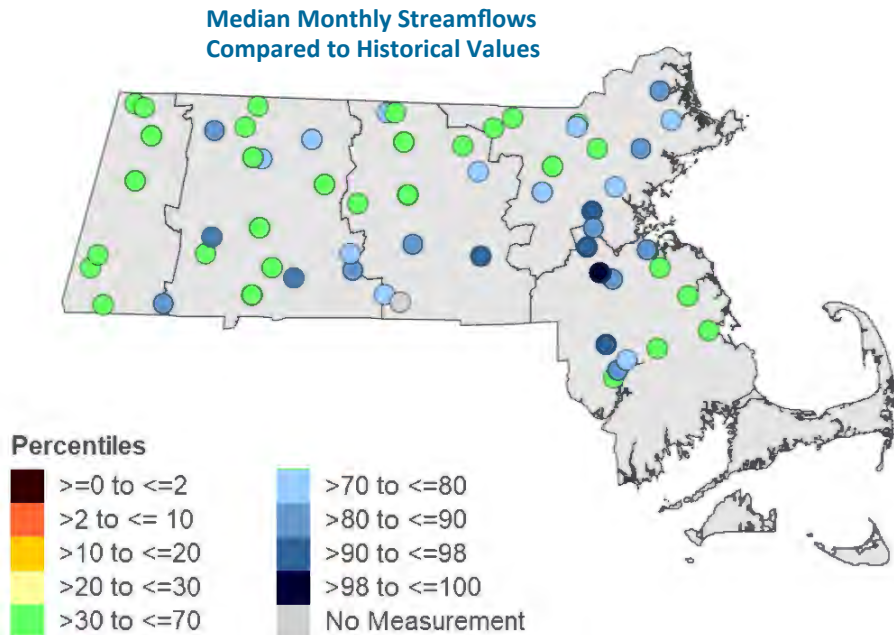 Median Monthly Streamflows
Compared to Historical Values
Percentiles
>=0 to <=2
>2 to <= 10
>10 to <=20
>20 to <=30
>30 to <=70
>70 to <=80
>80 to <=90
>90 to <=98
>98 to <=100
No Measurement